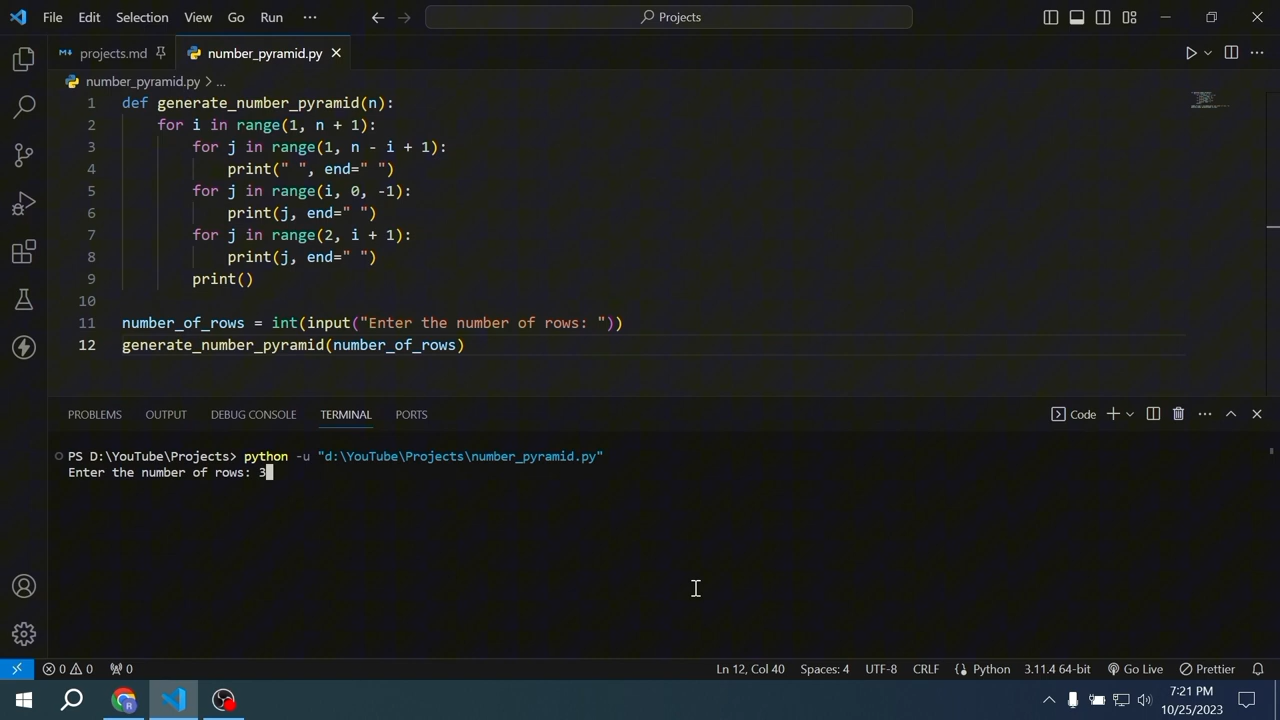 File Edit Selection View Go Run ··· Projects
projects.md number_pyramid.py
number_pyramid.py > ...
1 def generate_number_pyramid(n):
2     for i in range(1, n + 1):
3         for j in range(1, n - i + 1):
4             print(" ", end=" ")
5         for j in range(i, 0, -1):
6             print(j, end=" ")
7         for j in range(2, i + 1):
8             print(j, end=" ")
9         print()
10
11 number_of_rows = int(input("Enter the number of rows: "))
12 generate_number_pyramid(number_of_rows)
PROBLEMS OUTPUT DEBUG CONSOLE TERMINAL PORTS Code
PS D:\YouTube\Projects> python -u "d:\YouTube\Projects\number_pyramid.py"
Enter the number of rows: 3
0 0 0 Ln 12, Col 40 Spaces: 4 UTF-8 CRLF Python 3.11.4 64-bit Go Live Prettier
7:21 PM
10/25/2023